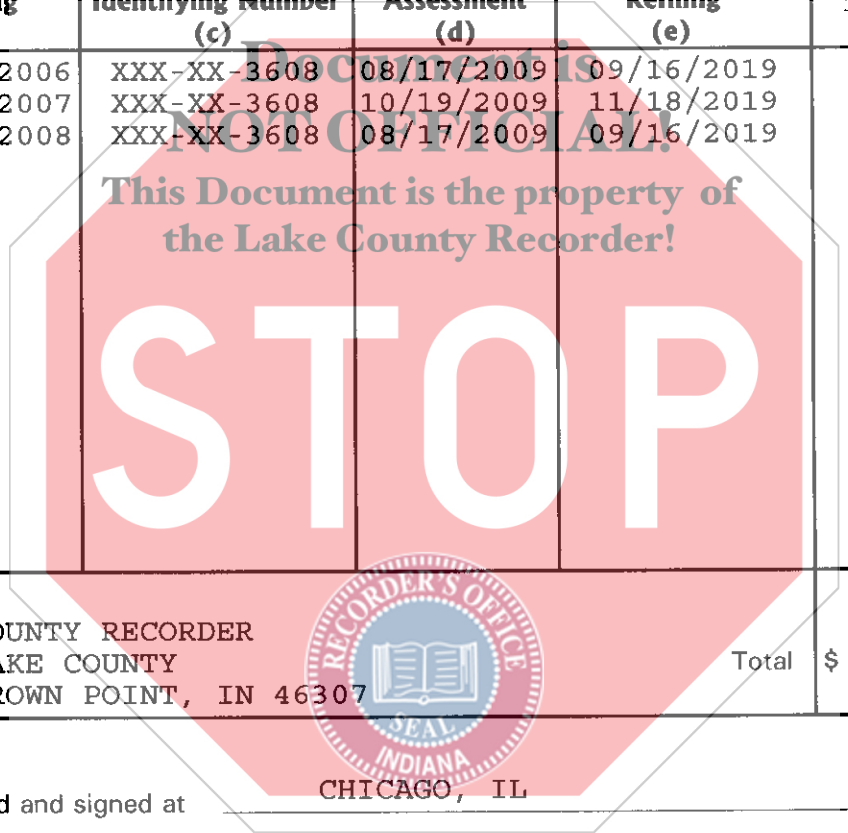 g Identifying Number Assessment Refiling
(c) (d) (e)
Document is
2006 XXX-XX-3608 08/17/2009 09/16/2019
2007 XXX-XX-3608 10/19/2009 11/18/2019
NOT OFFICIAL!
2008 XXX-XX-3608 08/17/2009 09/16/2019
This Document is the property of
the Lake County Recorder!
STOP
RECORDER'S OFFICE
OUNTY RECORDER
AKE COUNTY Total $
ROWN POINT, IN 46307
SEAL
INDIANA
d and signed at CHICAGO, IL